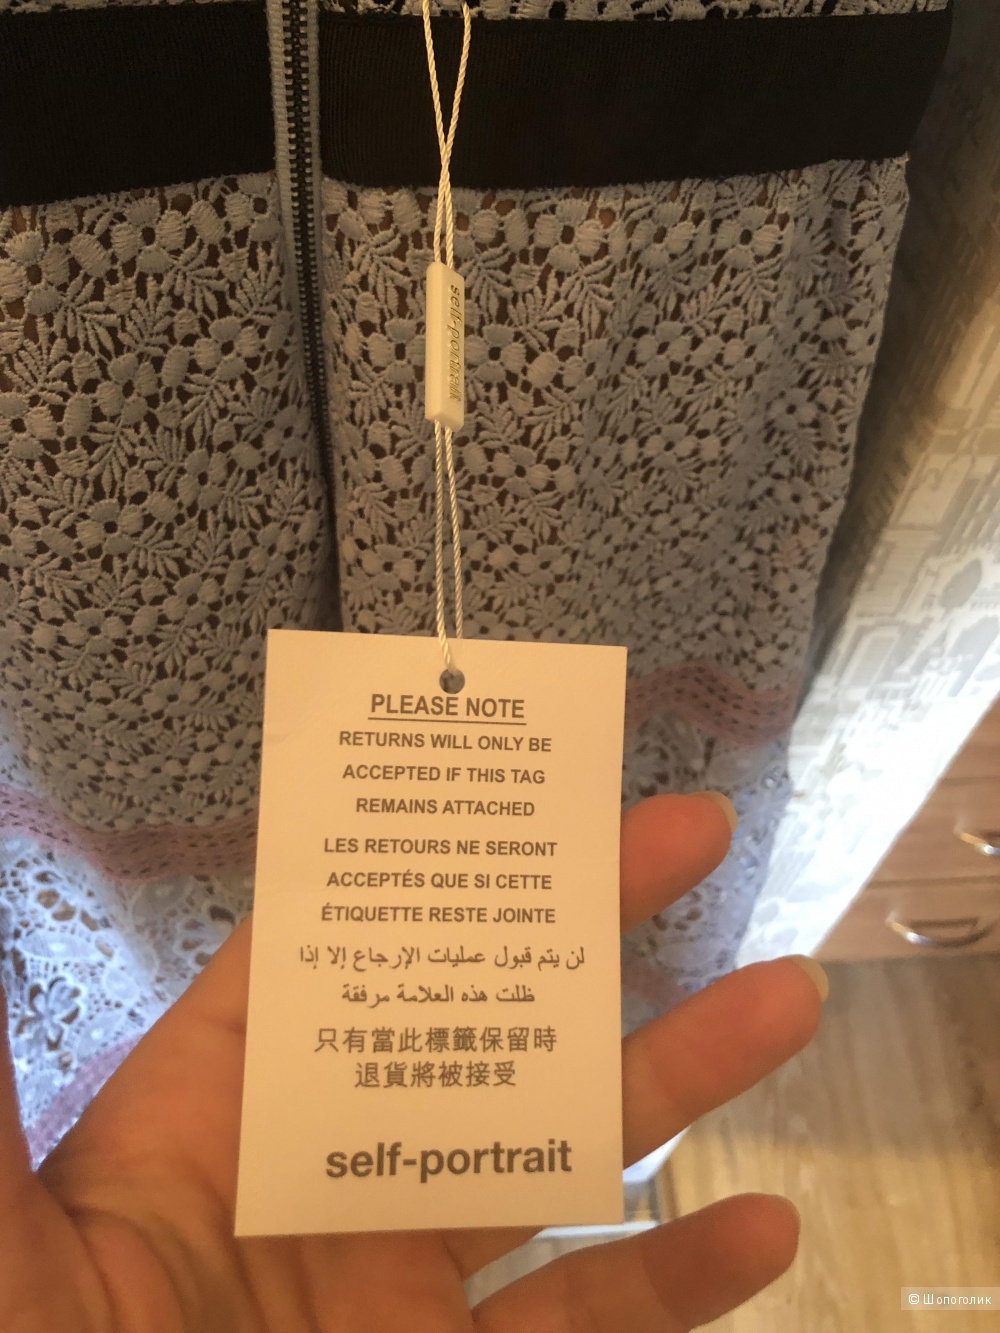 self-portrait
PLEASE NOTE
RETURNS WILL ONLY BE
ACCEPTED IF THIS TAG
REMAINS ATTACHED
LES RETOURS NE SERONT
ACCEPTÉS QUE SI CETTE
ÉTIQUETTE RESTE JOINTE
لن يتم قبول عمليات الإرجاع إلا إذا
ظلت هذه العلامة مرفقة
只有當此標籤保留時
退貨將被接受
self-portrait
© Шопоголик